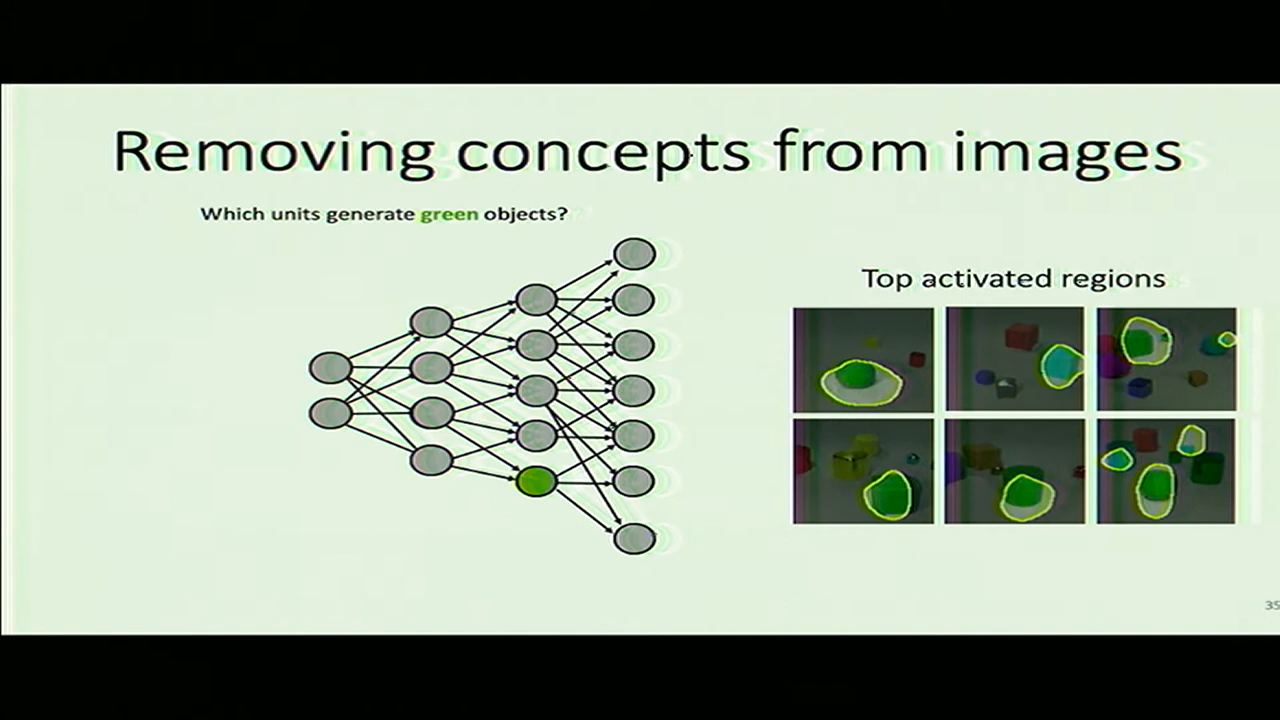 Removing concepts from images
Which units generate green objects?
Top activated regions
35